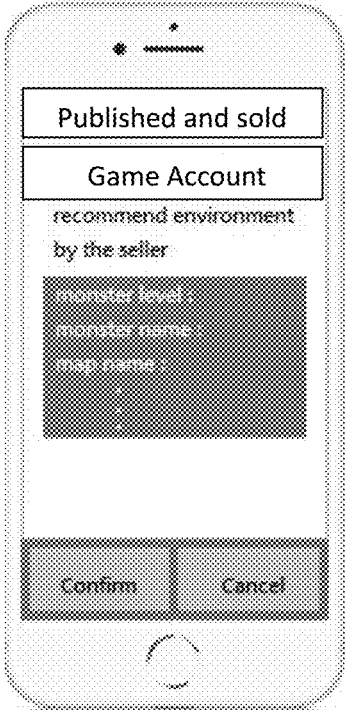 Published and sold
Game Account
recommend environment
by the seller
monster level :
monster name :
map name :
Confirm
Cancel